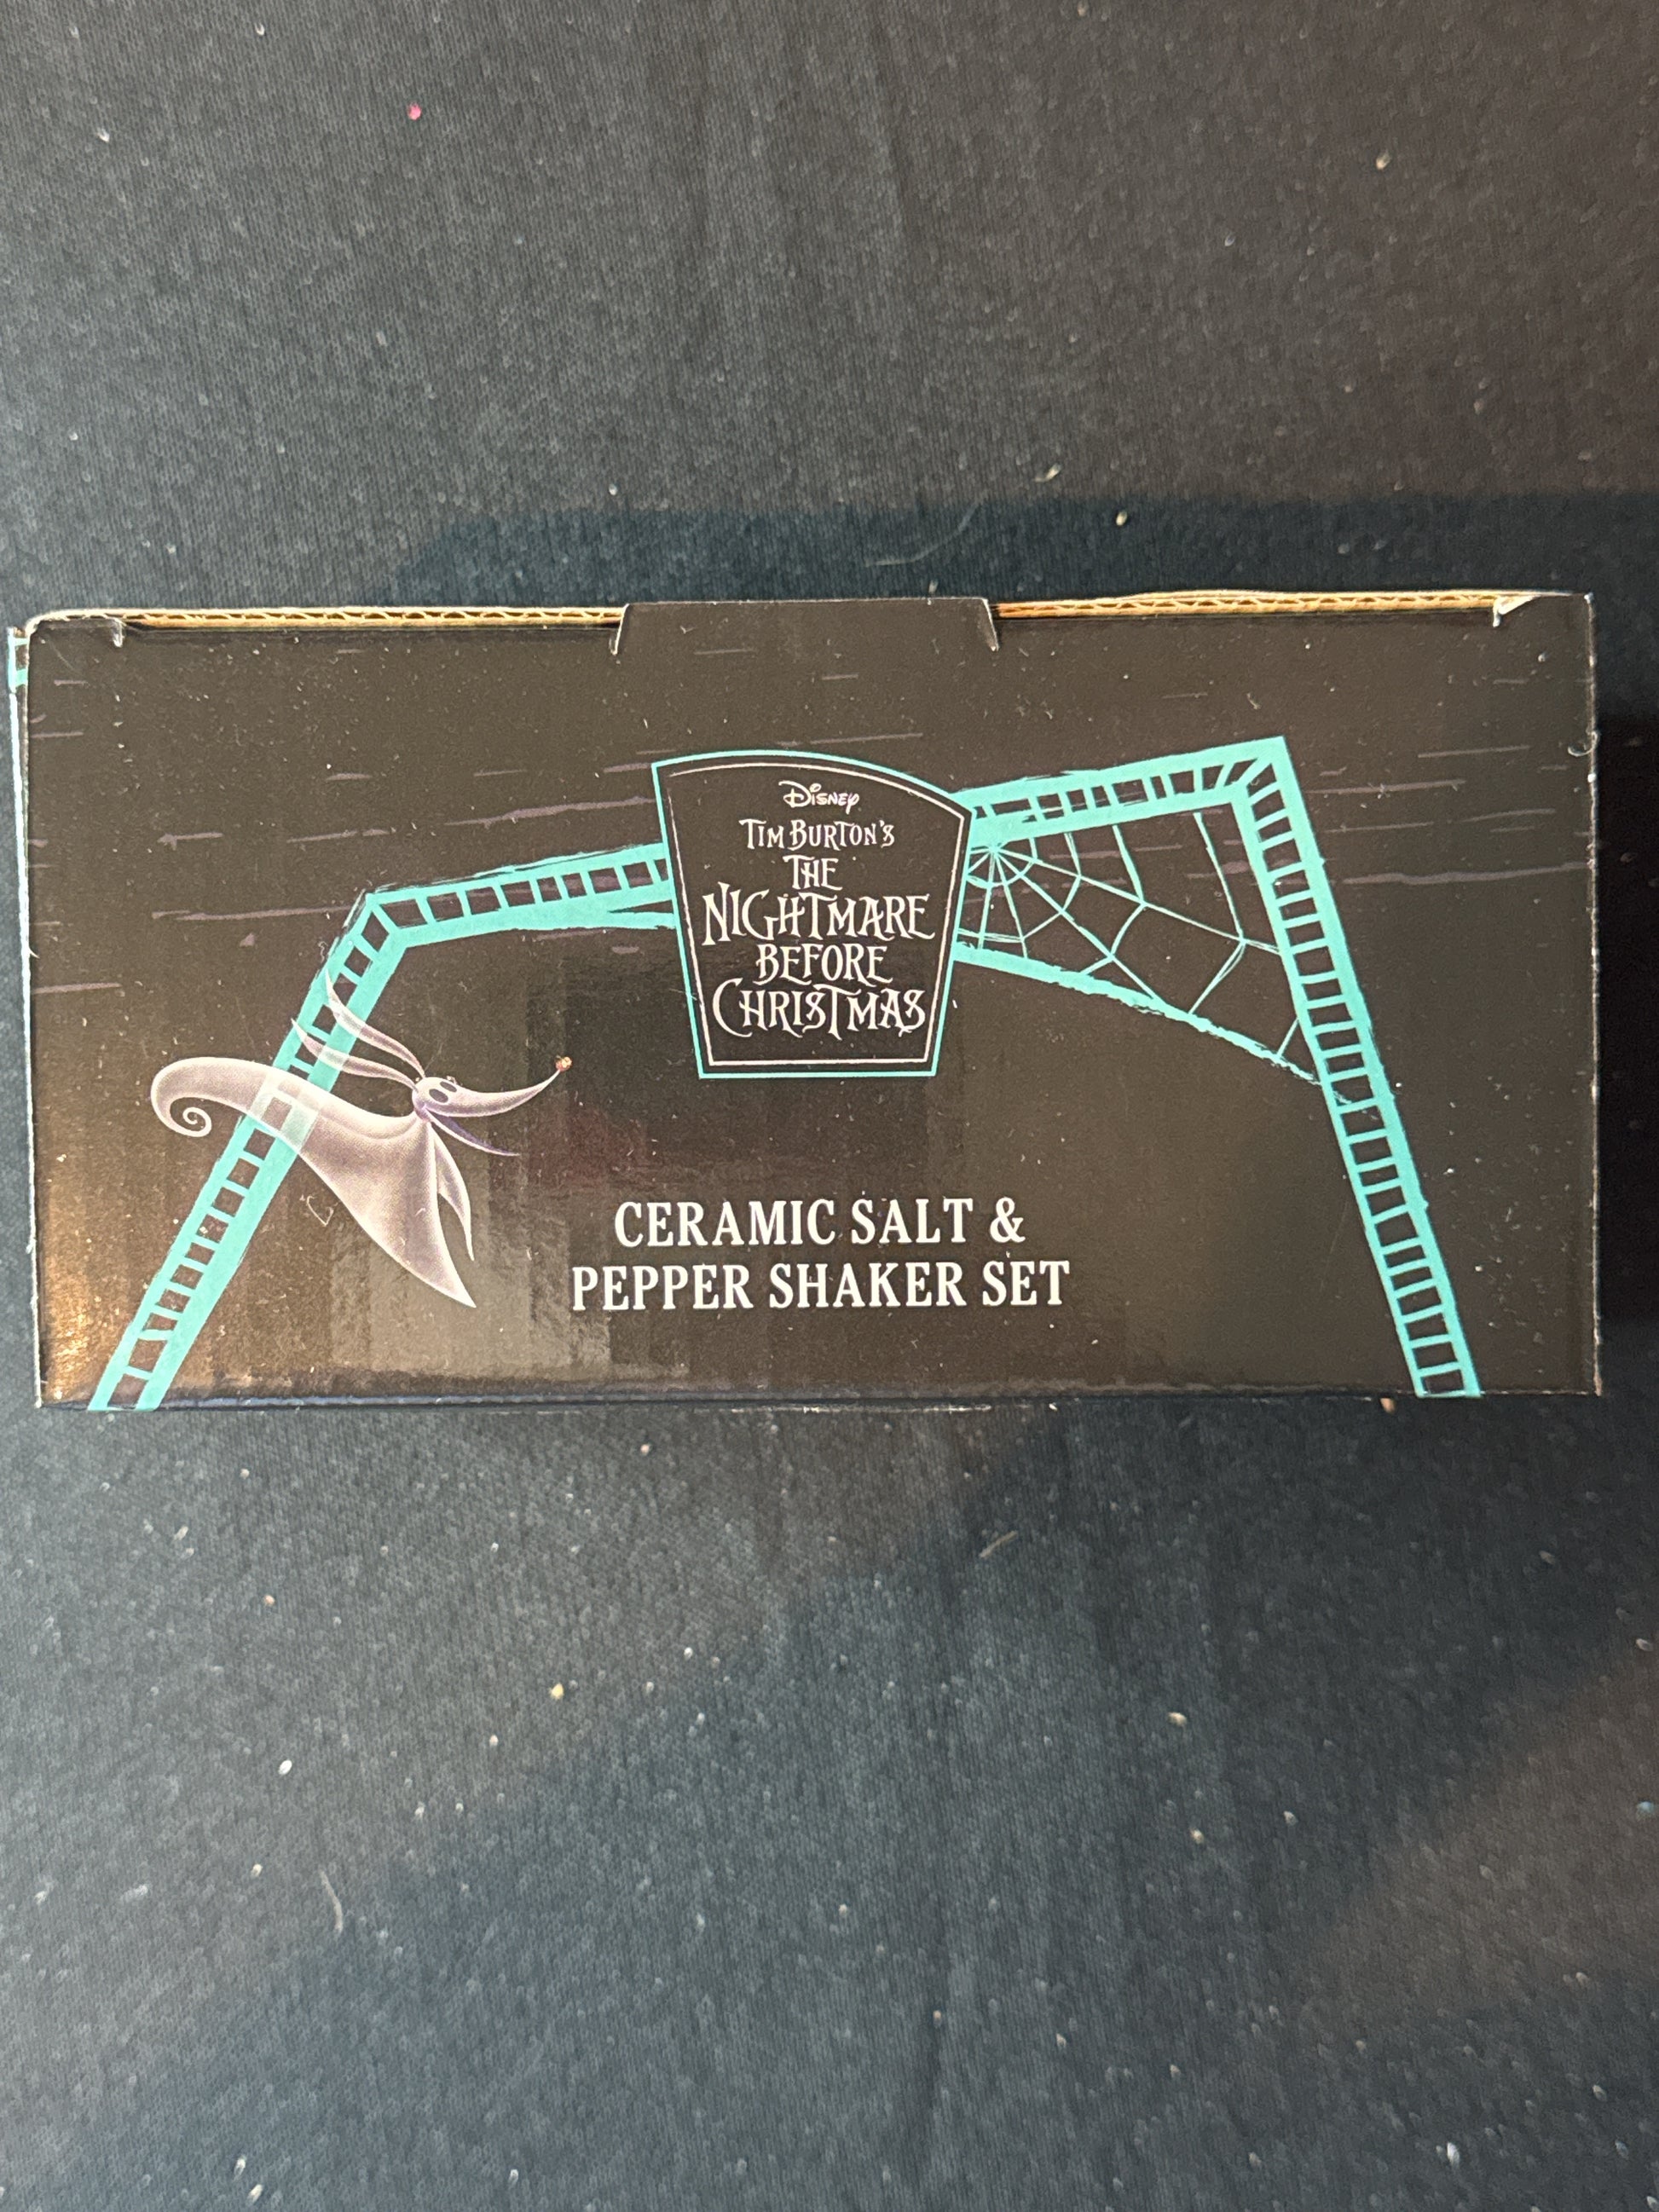 Disney
TIM BURTON'S
THE
NIGHTMARE
BEFORE
CHRISTMAS
CERAMIC SALT &
PEPPER SHAKER SET